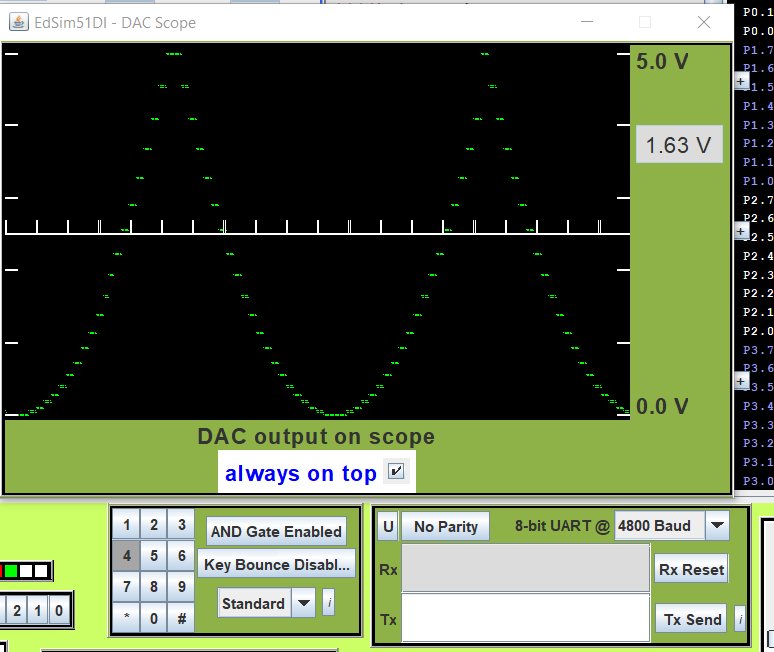 EdSim51DI - DAC Scope
5.0 V
1.63 V
0.0 V
DAC output on scope
always on top
P0.1
P0.0
P1.7
P1.6
P1.5
P1.4
P1.3
P1.2
P1.1
P1.0
P2.7
P2.6
P2.5
P2.4
P2.3
P2.2
P2.1
P2.0
P3.7
P3.6
P3.5
P3.4
P3.3
P3.2
P3.1
P3.0
+
+
+
2 1 0
1 2 3
4 5 6
7 8 9
* 0 #
AND Gate Enabled
Key Bounce Disabl...
Standard
i
U
No Parity
8-bit UART @
4800 Baud
Rx
Rx Reset
Tx
Tx Send
i